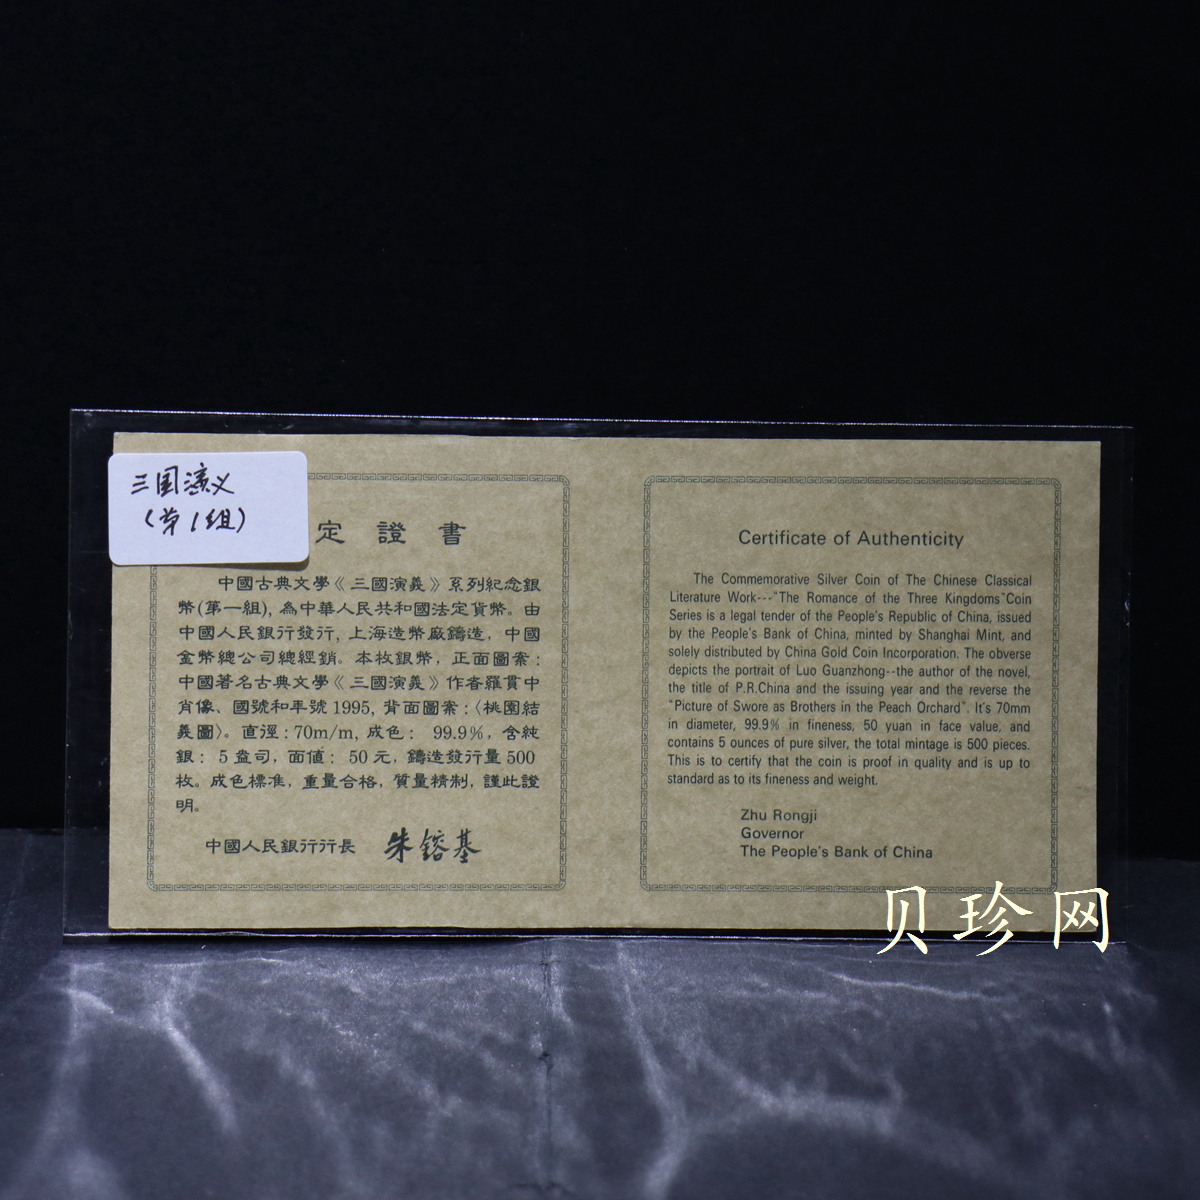 三国演义
(第1组)
定證書
中國古典文學《三國演義》系列紀念銀
幣(第一組), 為中華人民共和國法定貨幣。由
中國人民銀行發行, 上海造幣廠鑄造, 中國
金幣總公司總經銷。本枚銀幣, 正面圖案:
中國著名古典文學《三國演義》作者羅貫中
肖像、國號和年號1995, 背面圖案:〈桃園結
義圖〉。直徑:70m/m, 成色: 99.9%, 含純
銀: 5盎司, 面値: 50元, 鑄造發行量500
枚。成色標准, 重量合格, 質量精制, 謹此證
明。
中國人民銀行行長 朱鎔基
Certificate of Authenticity
The Commemorative Silver Coin of The Chinese Classical
Literature Work---"The Romance of the Three Kingdoms"Coin
Series is a legal tender of the People's Republic of China, issued
by the People's Bank of China, minted by Shanghai Mint, and
solely distributed by China Gold Coin Incorporation. The obverse
depicts the portrait of Luo Guanzhong--the author of the novel,
the title of P.R.China and the issuing year and the reverse the
"Picture of Swore as Brothers in the Peach Orchard". It's 70mm
in diameter, 99.9% in fineness, 50 yuan in face value, and
contains 5 ounces of pure silver, the total mintage is 500 pieces.
This is to certify that the coin is proof in quality and is up to
standard as to its fineness and weight.
Zhu Rongji
Governor
The People's Bank of China
贝珍网